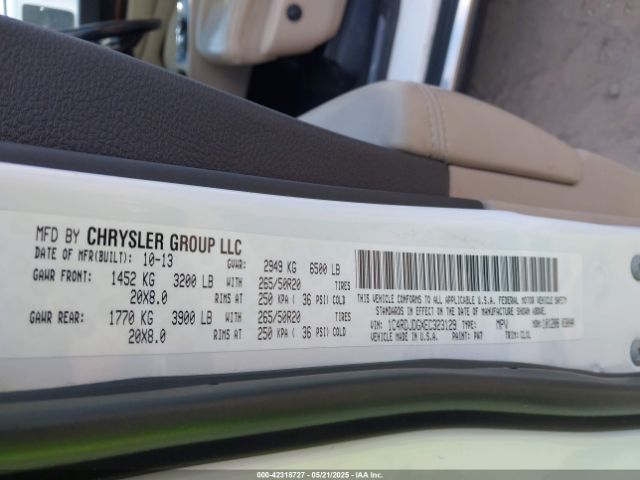 MFD BY CHRYSLER GROUP LLC
DATE OF MFR(BUILT): 10-13 GVWR: 2949 KG 6500 LB
GAWR FRONT: 1452 KG 3200 LB WITH 265/50R20 TIRES
20X8.0 RIMS AT 250 KPA ( 36 PSI) COLD
GAWR REAR: 1770 KG 3900 LB WITH 265/50R20 TIRES
20X8.0 RIMS AT 250 KPA ( 36 PSI) COLD
THIS VEHICLE CONFORMS TO ALL APPLICABLE U.S.A. FEDERAL MOTOR VEHICLE SAFETY
STANDARDS IN EFFECT ON THE DATE OF MANUFACTURE SHOWN ABOVE.
VIN: 1C4RDJDGXEC323129 TYPE: MPV
VEHICLE MADE IN U.S.A. PAINT: PW7 TRIM:
000-42318727 - 05/21/2025 - IAA Inc.